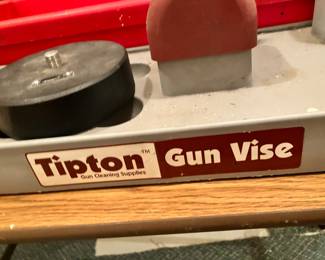 Tipton™ Gun Vise
Gun Cleaning Supplies